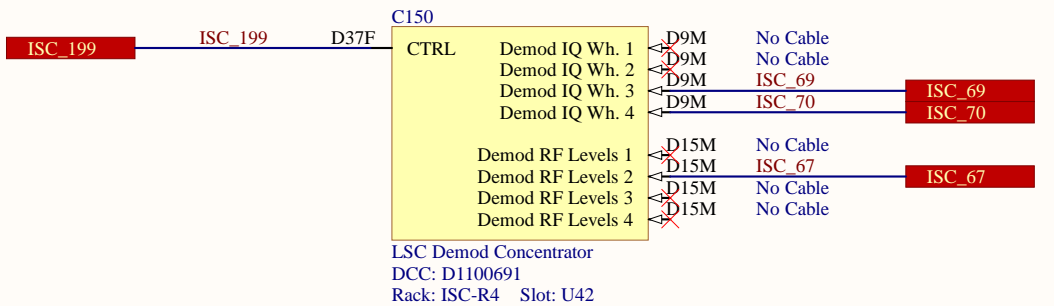 C150
ISC_199 ISC_199 D37F CTRL Demod IQ Wh. 1 D9M No Cable
Demod IQ Wh. 2 D9M No Cable
Demod IQ Wh. 3 D9M ISC_69 ISC_69
Demod IQ Wh. 4 D9M ISC_70 ISC_70
Demod RF Levels 1 D15M No Cable
Demod RF Levels 2 D15M ISC_67 ISC_67
Demod RF Levels 3 D15M No Cable
Demod RF Levels 4 D15M No Cable
LSC Demod Concentrator
DCC: D1100691
Rack: ISC-R4 Slot: U42